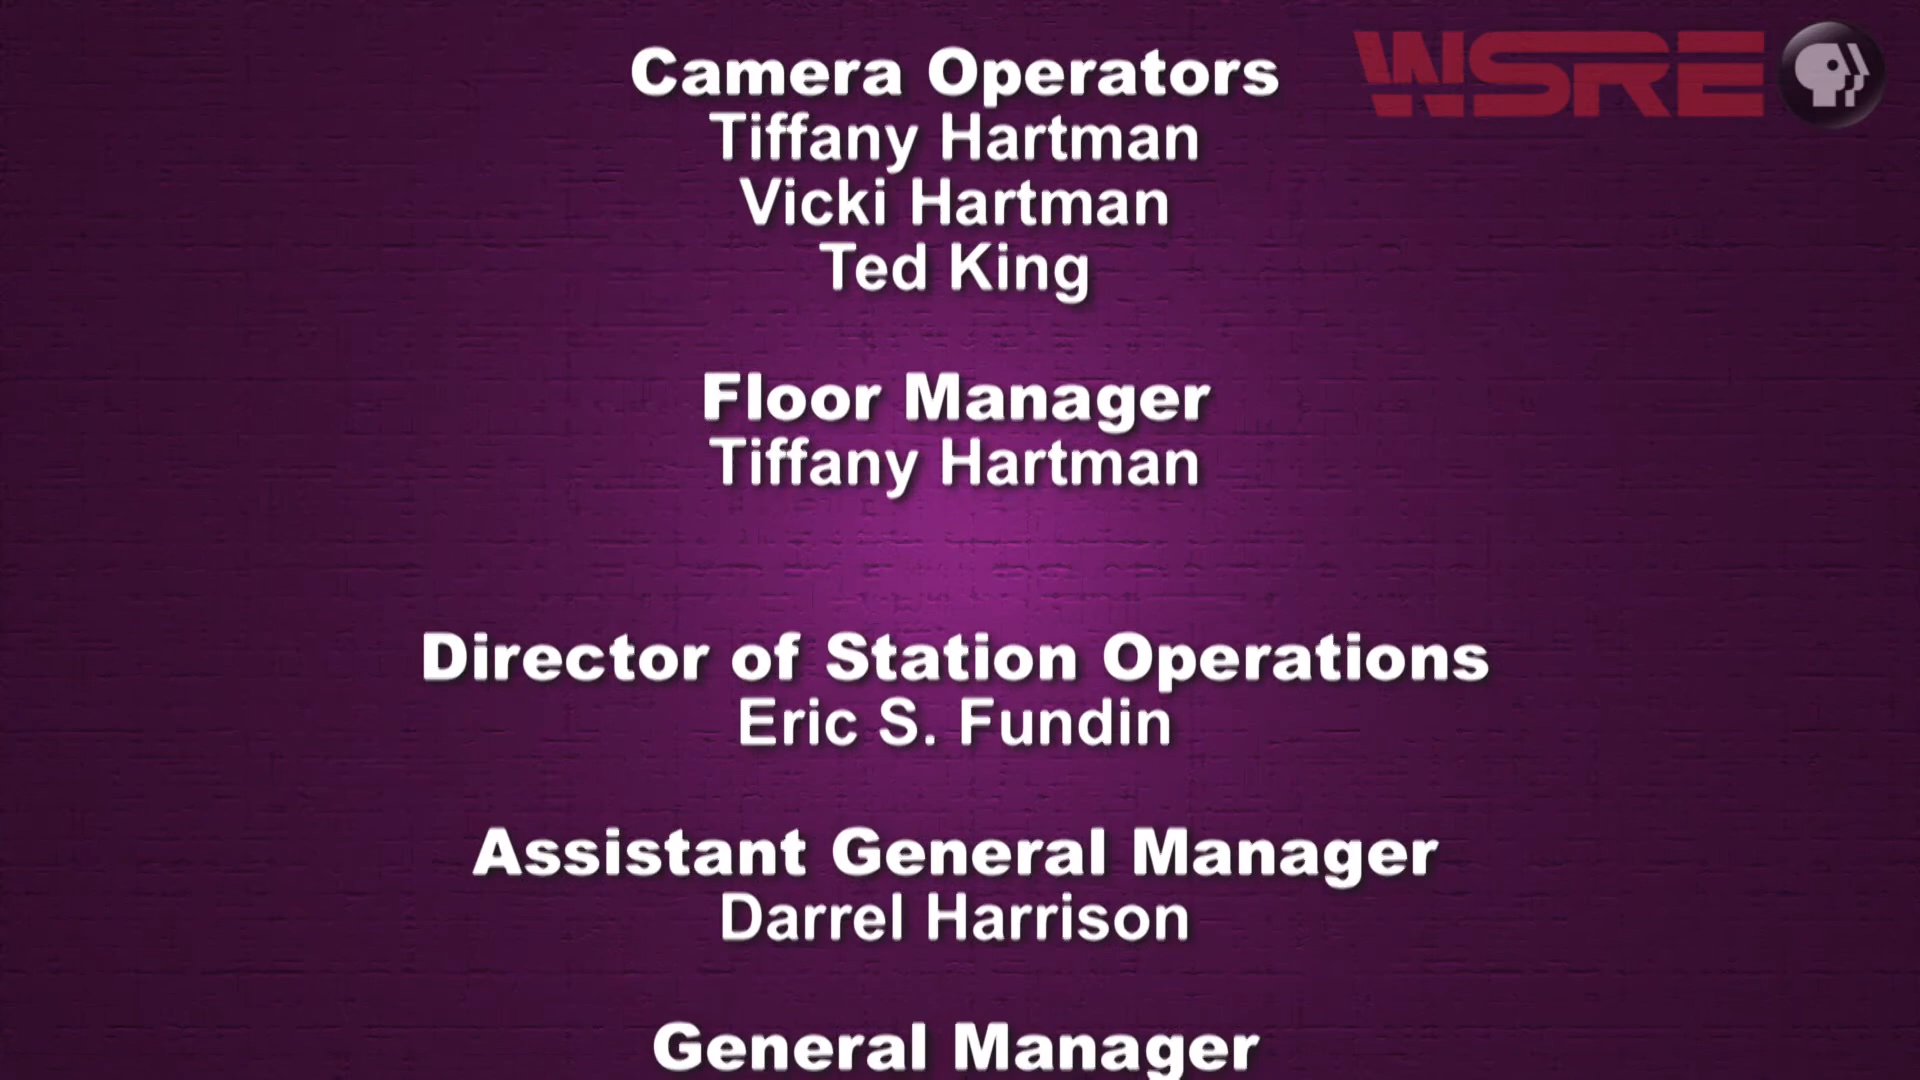 WSRE
Camera Operators
Tiffany Hartman
Vicki Hartman
Ted King
Floor Manager
Tiffany Hartman
Director of Station Operations
Eric S. Fundin
Assistant General Manager
Darrel Harrison
General Manager